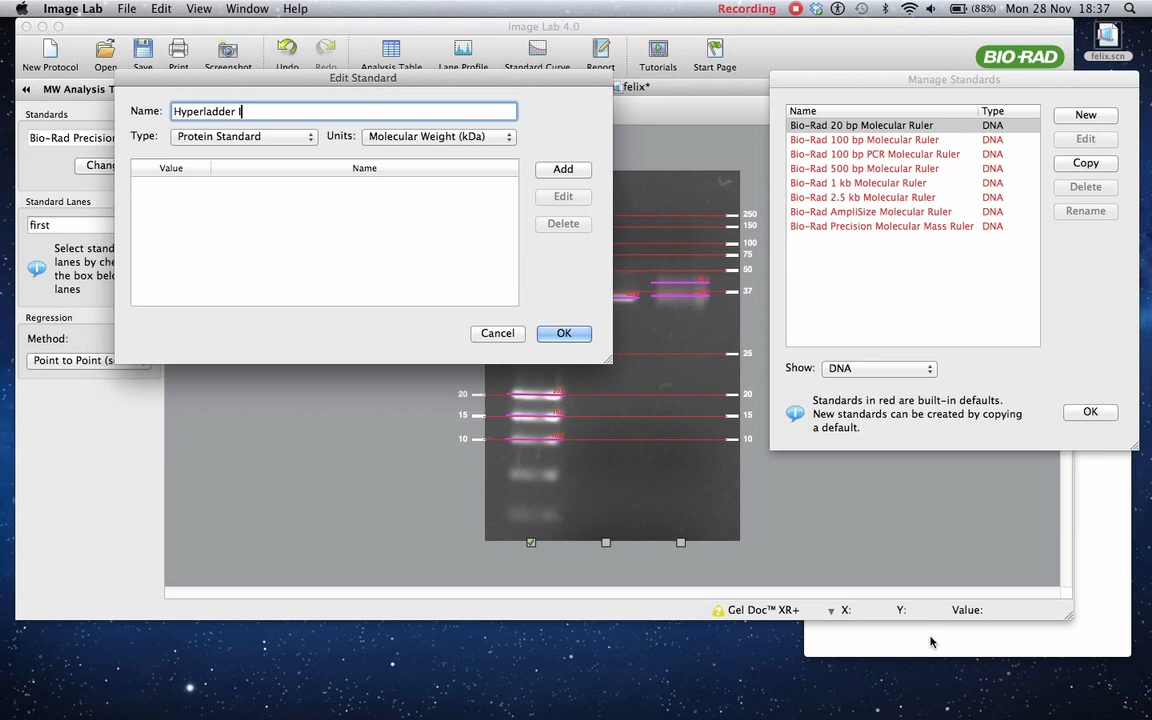 Image Lab File Edit View Window Help Recording (88%) Mon 28 Nov 18:37
Image Lab 4.0
New Protocol Open Save Print Screenshot Undo Redo Analysis Table Lane Profile Standard Curve Report Tutorials Start Page
BIO-RAD
felix.scn
MW Analysis T
felix*
Standards
Bio-Rad Precision
Chang
Standard Lanes
first
Select stand
lanes by che
the box belo
lanes
Regression
Method:
Point to Point (se
Edit Standard
Name: Hyperladder I
Type: Protein Standard Units: Molecular Weight (kDa)
Value Name
Add
Edit
Delete
Cancel OK
250
150
100
75
50
37
25
20 20
15 15
10 10
Manage Standards
Name Type
Bio-Rad 20 bp Molecular Ruler DNA
Bio-Rad 100 bp Molecular Ruler DNA
Bio-Rad 100 bp PCR Molecular Ruler DNA
Bio-Rad 500 bp Molecular Ruler DNA
Bio-Rad 1 kb Molecular Ruler DNA
Bio-Rad 2.5 kb Molecular Ruler DNA
Bio-Rad AmpliSize Molecular Ruler DNA
Bio-Rad Precision Molecular Mass Ruler DNA
New
Edit
Copy
Delete
Rename
Show: DNA
Standards in red are built-in defaults.
New standards can be created by copying
a default.
OK
Gel Doc™ XR+ X: Y: Value: